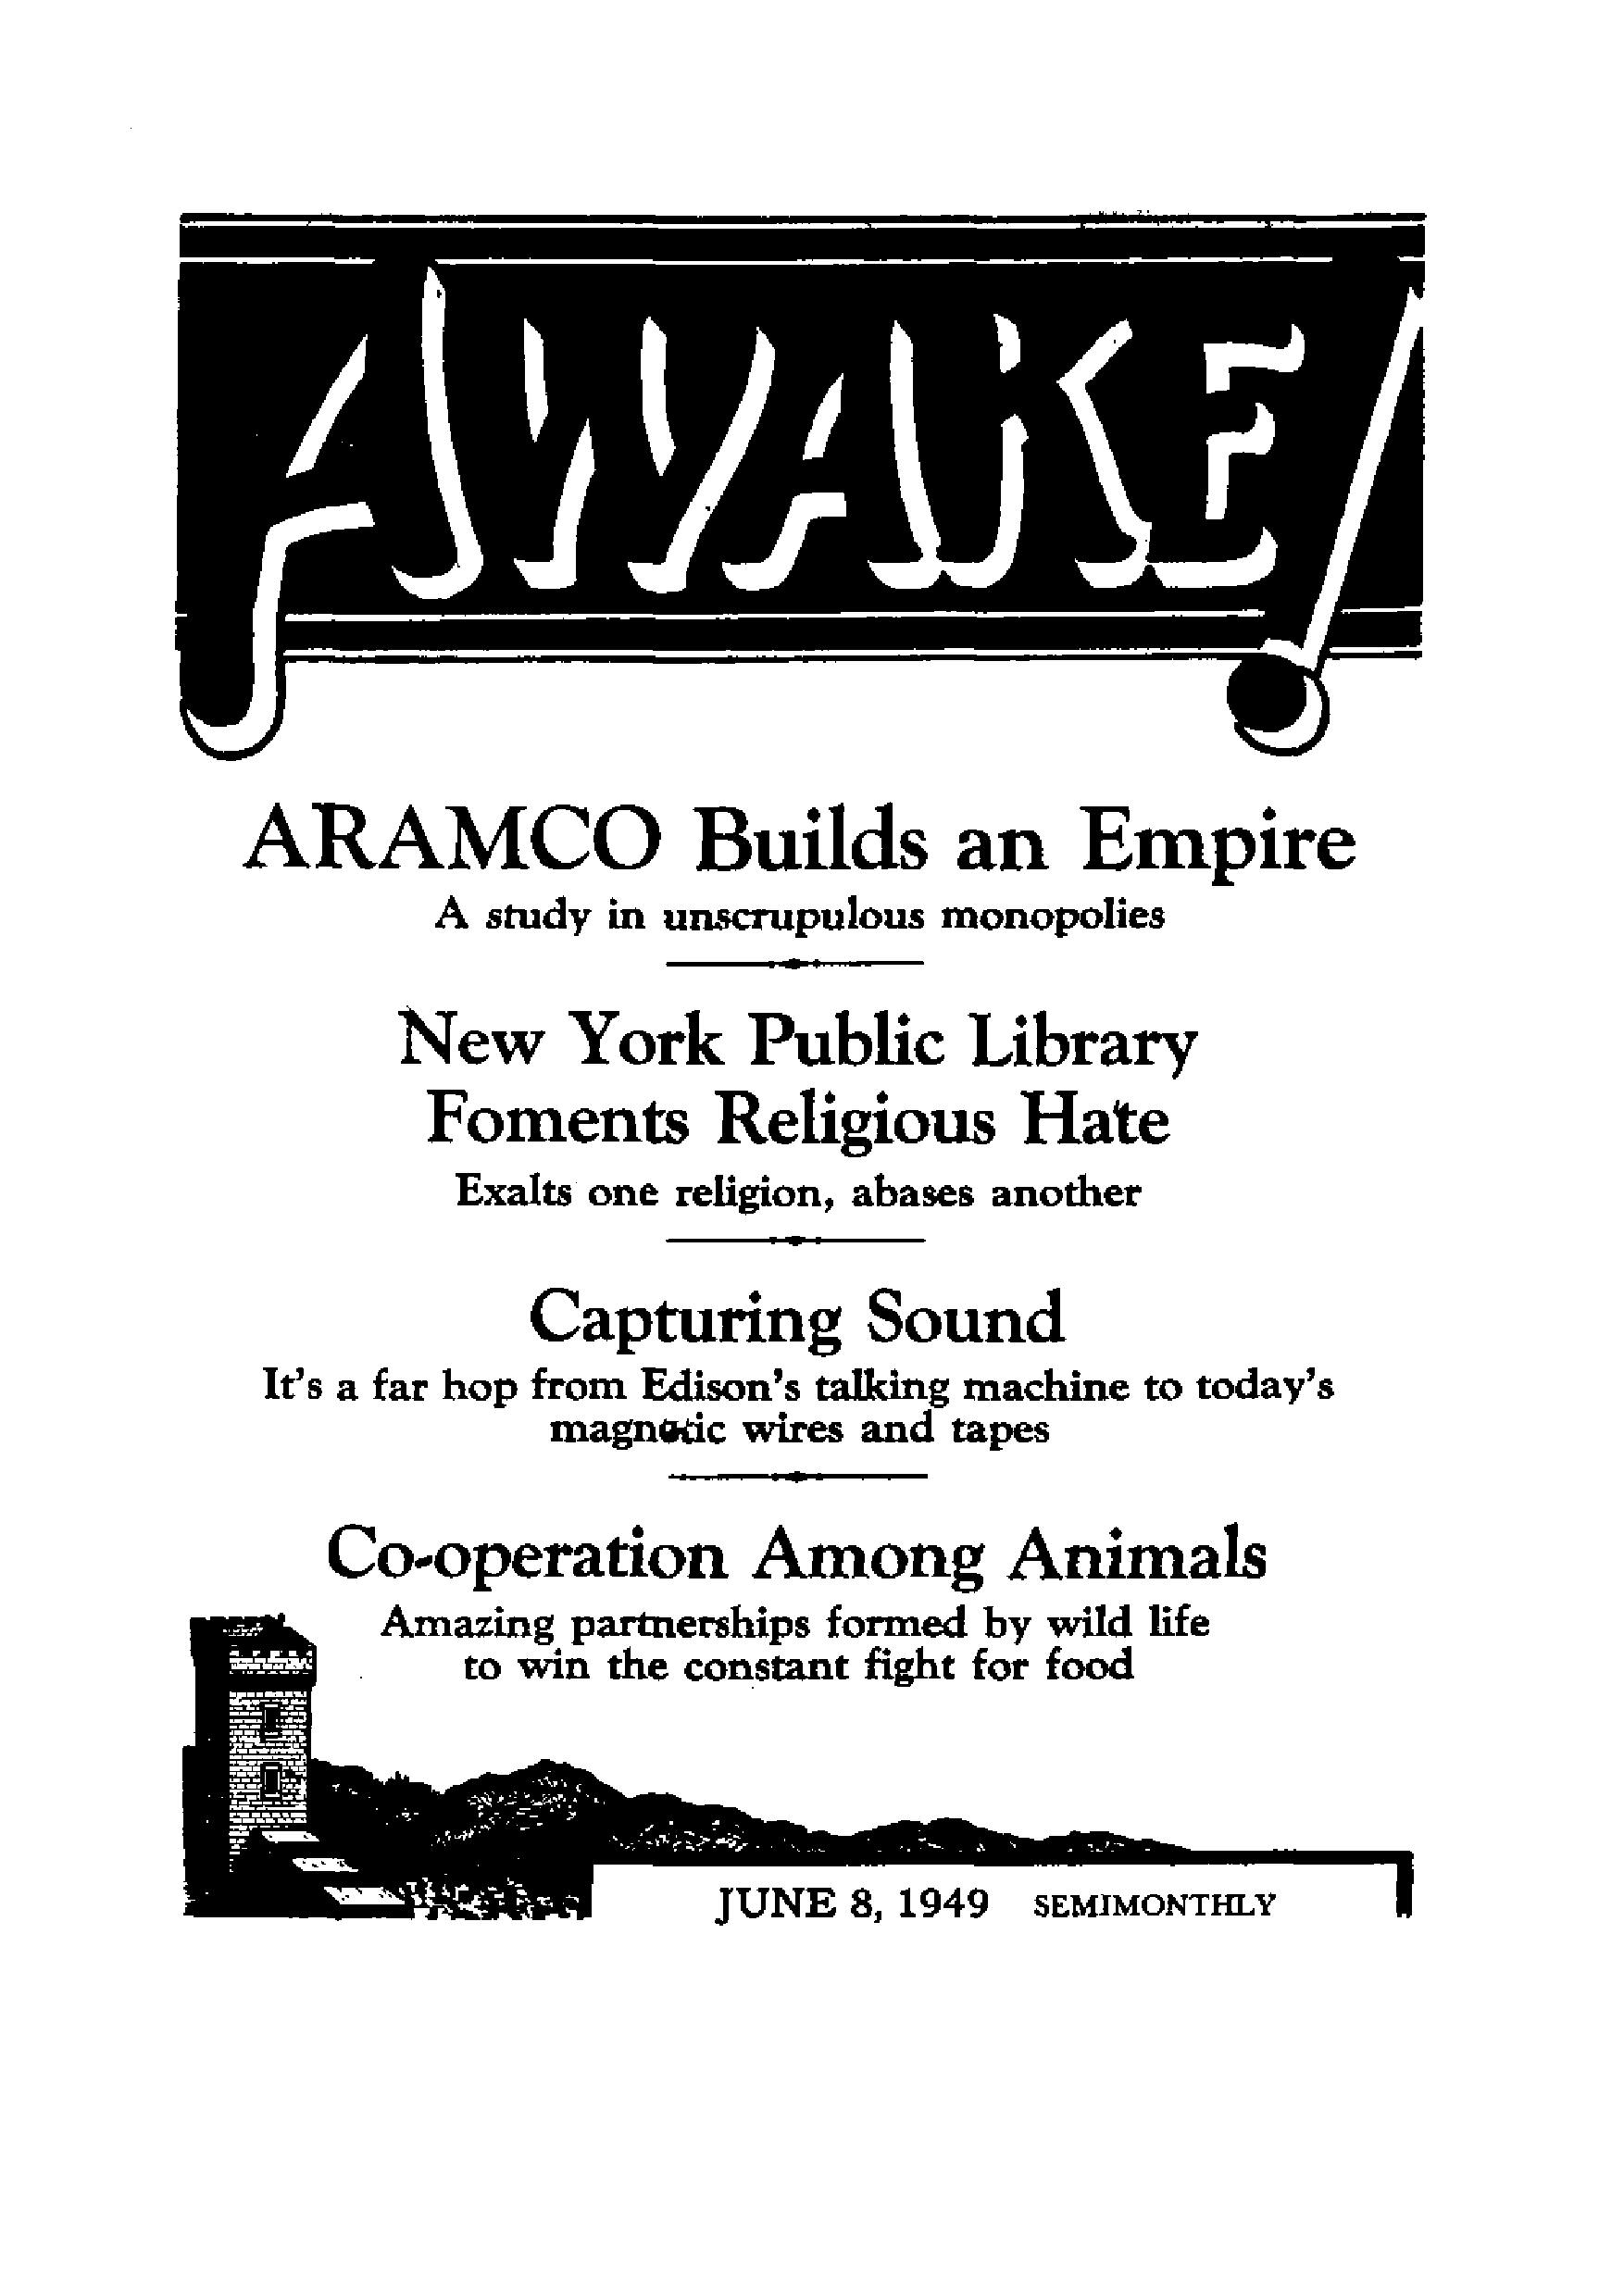 AWAKE!
ARAMCO Builds an Empire
A study in unscrupulous monopolies
New York Public Library
Foments Religious Hate
Exalts one religion, abases another
Capturing Sound
It's a far hop from Edison's talking machine to today's
magnetic wires and tapes
Co-operation Among Animals
Amazing partnerships formed by wild life
to win the constant fight for food
JUNE 8, 1949 SEMIMONTHLY